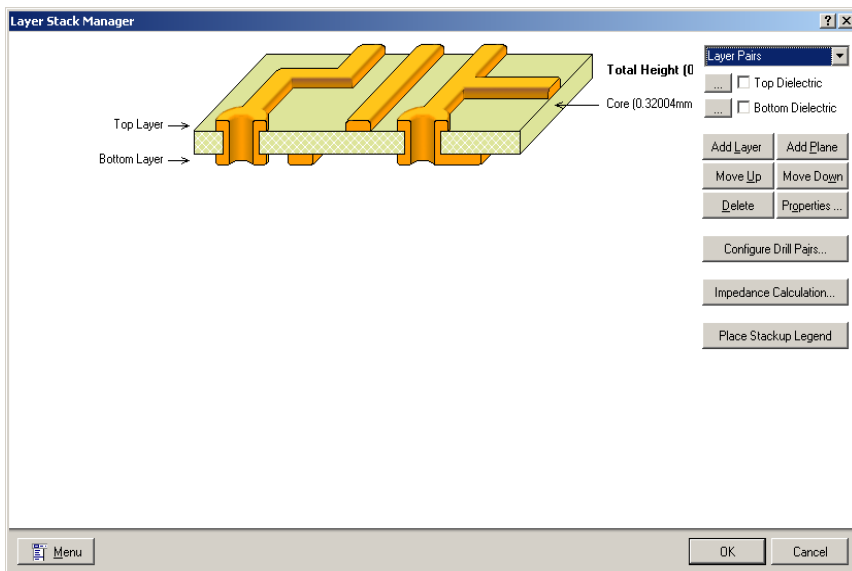 Layer Stack Manager
Layer Pairs
Total Height (0
... Top Dielectric
Core (0.32004mm
... Bottom Dielectric
Top Layer
Bottom Layer
Add Layer Add Plane
Move Up Move Down
Delete Properties ...
Configure Drill Pairs...
Impedance Calculation...
Place Stackup Legend
Menu OK Cancel